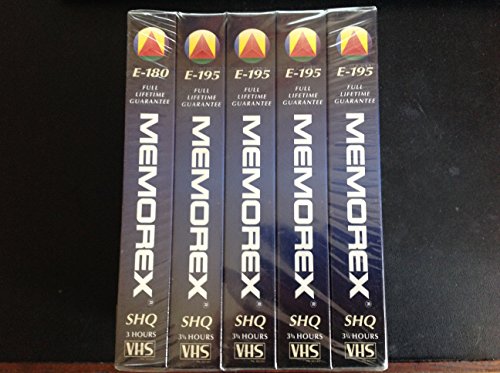 E-180
FULL
LIFETIME
GUARANTEE
MEMOREX®
SHQ
3 HOURS
VHS
E-195
FULL
LIFETIME
GUARANTEE
MEMOREX®
SHQ
3¼ HOURS
VHS
E-195
FULL
LIFETIME
GUARANTEE
MEMOREX®
SHQ
3¼ HOURS
VHS
E-195
FULL
LIFETIME
GUARANTEE
MEMOREX®
SHQ
3¼ HOURS
VHS
E-195
FULL
LIFETIME
GUARANTEE
MEMOREX®
SHQ
3¼ HOURS
VHS